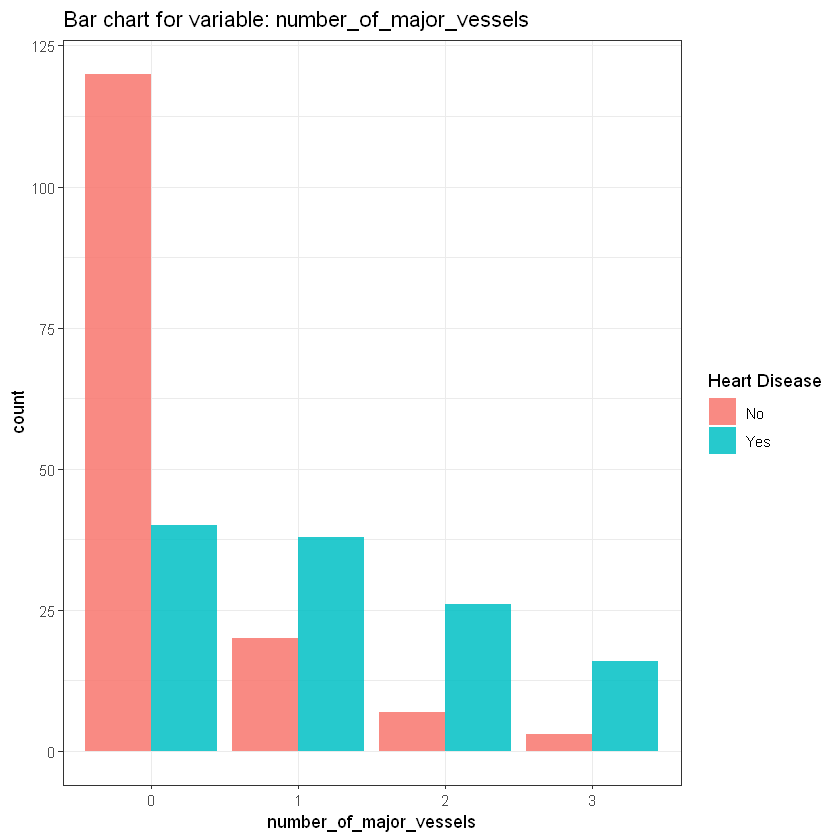 Bar chart for variable: number_of_major_vessels
125
100
75
50
25
0
count
0 1 2 3
number_of_major_vessels
Heart Disease
No
Yes